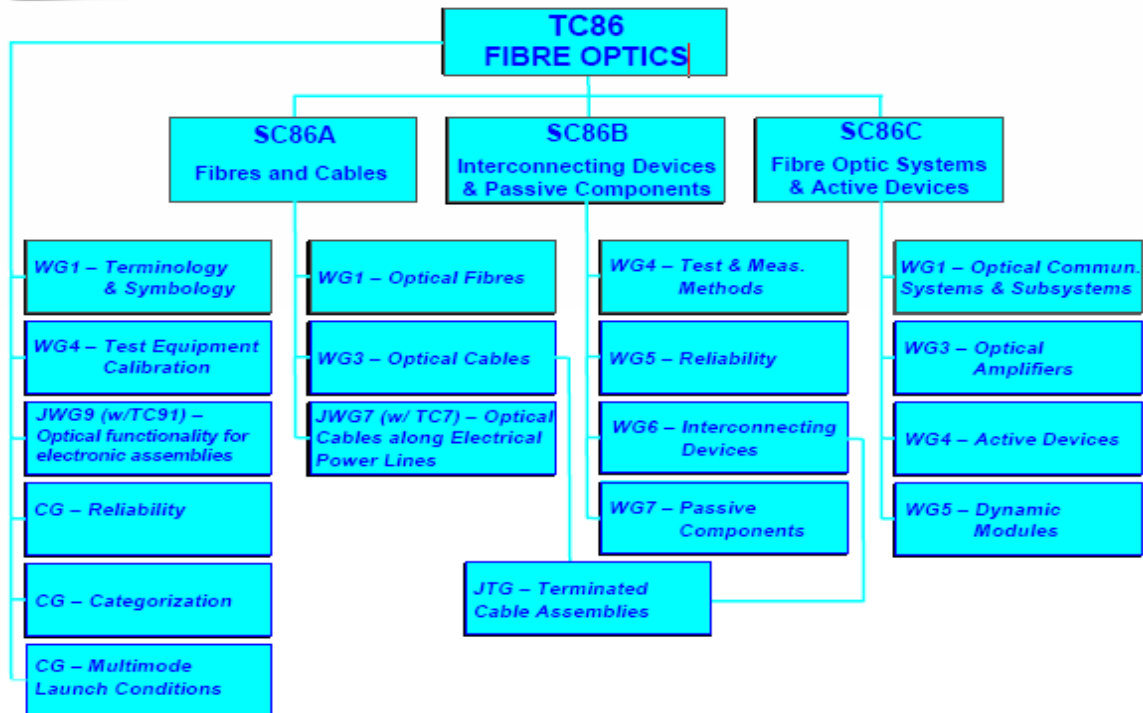 TC86
FIBRE OPTICS
SC86A
Fibres and Cables
SC86B
Interconnecting Devices
& Passive Components
SC86C
Fibre Optic Systems
& Active Devices
WG1 – Terminology
& Symbology
WG4 – Test Equipment
Calibration
JWG9 (w/TC91) –
Optical functionality for
electronic assemblies
CG – Reliability
CG – Categorization
CG – Multimode
Launch Conditions
WG1 – Optical Fibres
WG3 – Optical Cables
JWG7 (w/ TC7) – Optical
Cables along Electrical
Power Lines
WG4 – Test & Meas.
Methods
WG5 – Reliability
WG6 – Interconnecting
Devices
WG7 – Passive
Components
JTG – Terminated
Cable Assemblies
WG1 – Optical Commun.
Systems & Subsystems
WG3 – Optical
Amplifiers
WG4 – Active Devices
WG5 – Dynamic
Modules